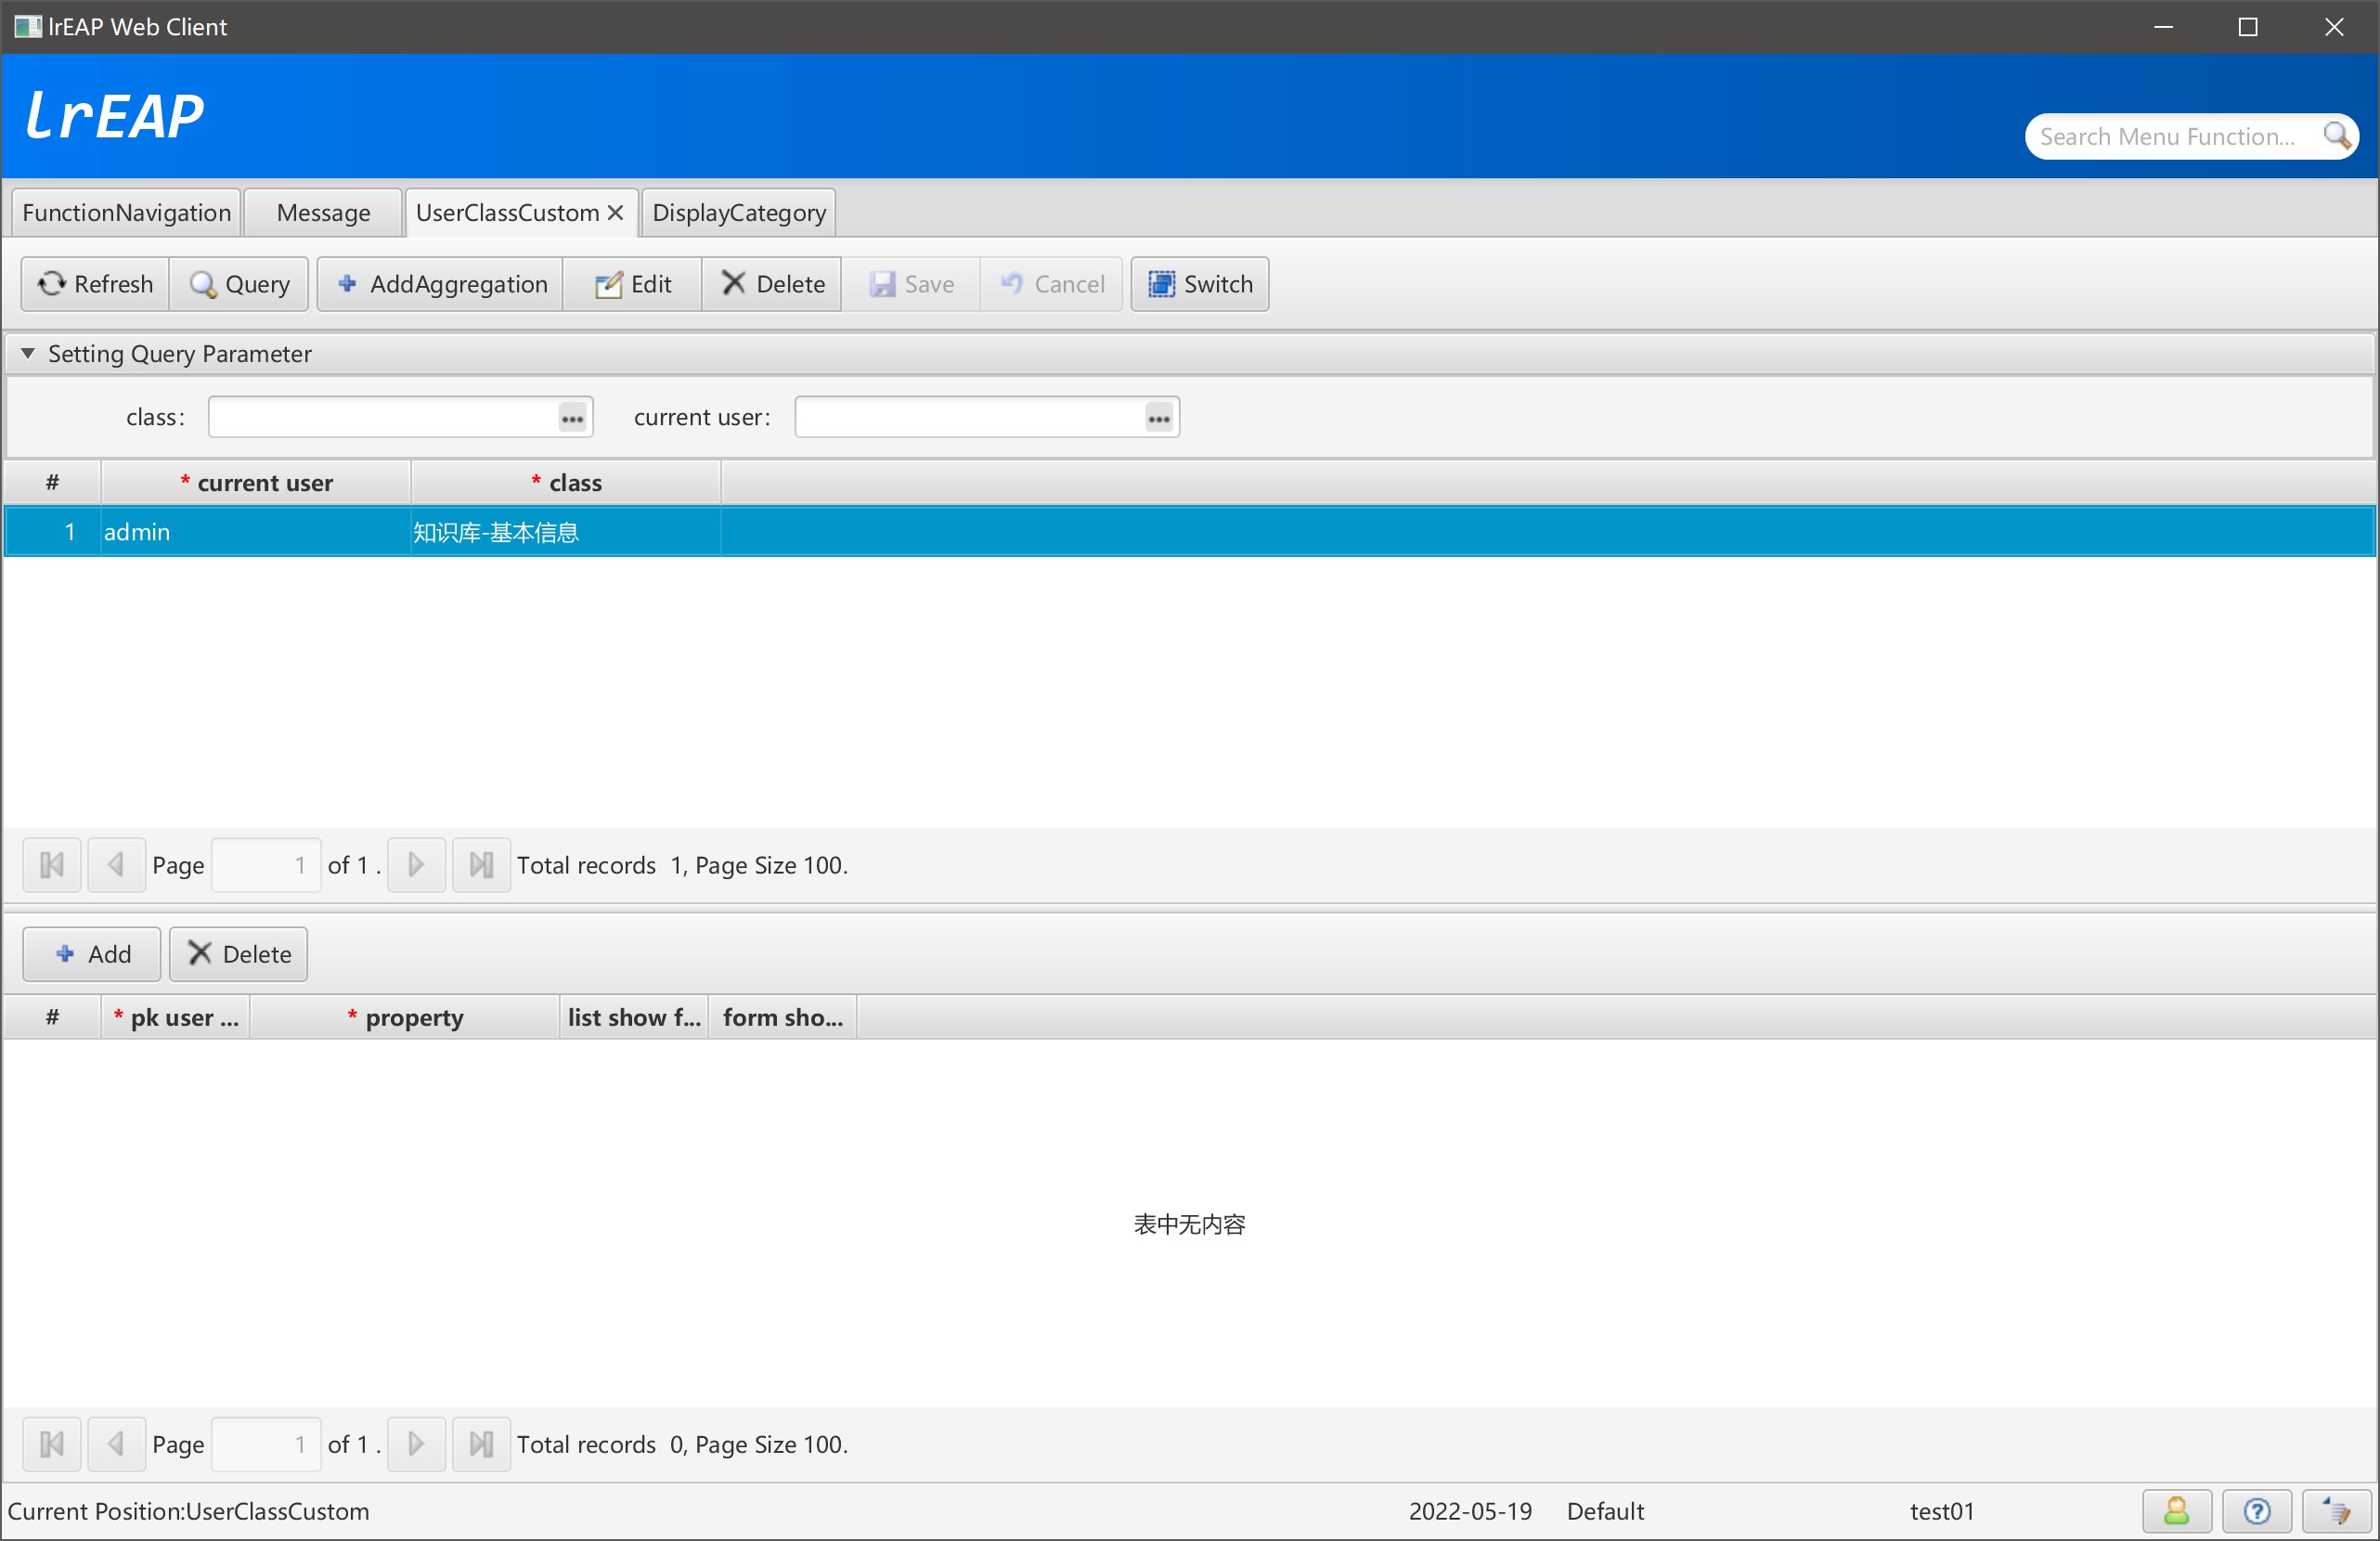 lrEAP Web Client
lrEAP
Search Menu Function...
FunctionNavigation Message UserClassCustom DisplayCategory
Refresh Query AddAggregation Edit Delete Save Cancel Switch
Setting Query Parameter
class: current user:
# * current user * class
1 admin 知识库-基本信息
Page 1 of 1 . Total records 1, Page Size 100.
Add Delete
# * pk user ... * property list show f... form sho...
表中无内容
Page 1 of 1 . Total records 0, Page Size 100.
Current Position:UserClassCustom 2022-05-19 Default test01